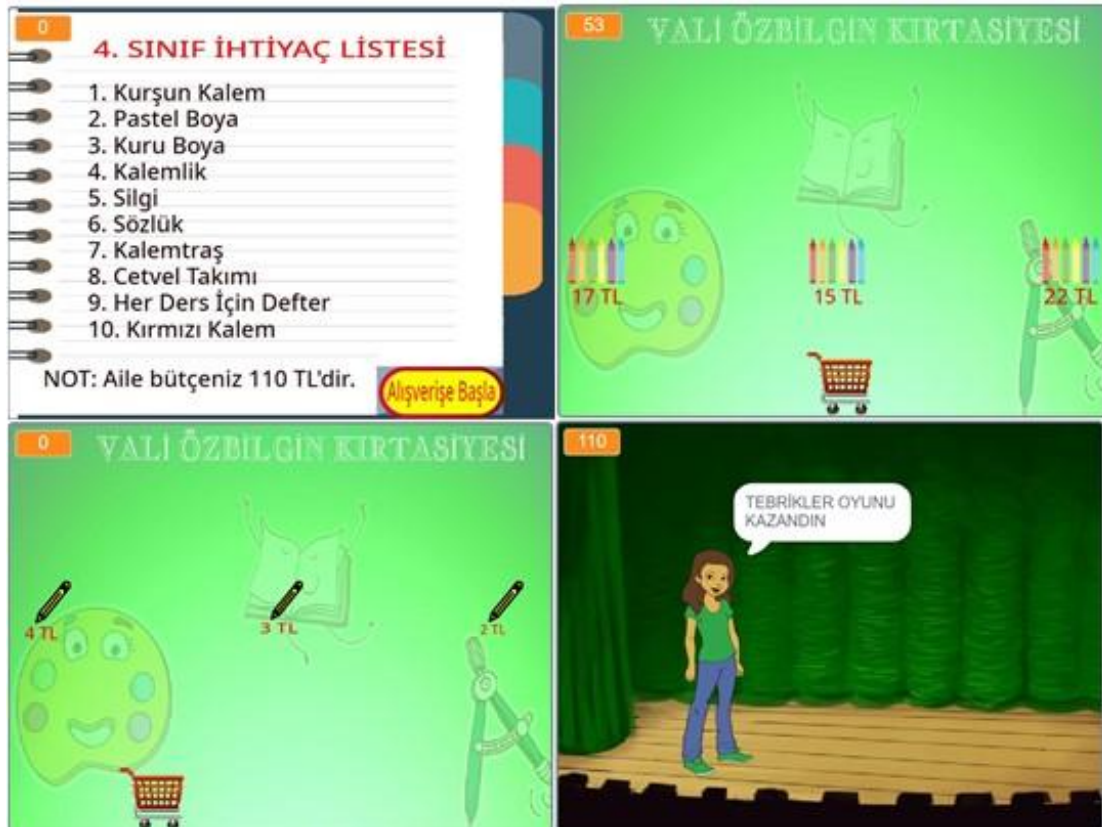 0
4. SINIF İHTİYAÇ LİSTESİ
1. Kurşun Kalem
2. Pastel Boya
3. Kuru Boya
4. Kalemlik
5. Silgi
6. Sözlük
7. Kalemtraş
8. Cetvel Takımı
9. Her Ders İçin Defter
10. Kırmızı Kalem
NOT: Aile bütçeniz 110 TL'dir.
Alışverişe Başla
53
VALİ ÖZBİLGİN KIRTASİYESİ
17 TL
15 TL
22 TL
0
VALİ ÖZBİLGİN KIRTASİYESİ
4 TL
3 TL
2 TL
110
TEBRİKLER OYUNU
KAZANDIN